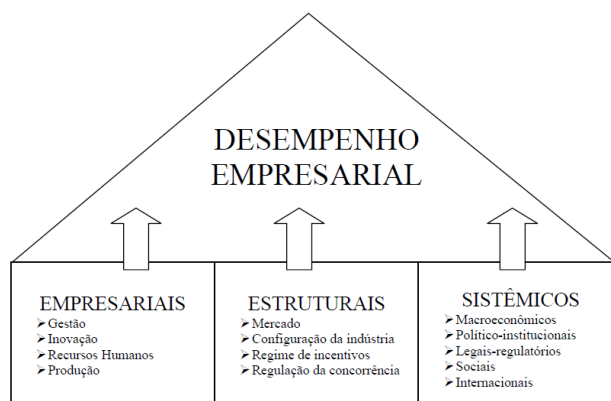 DESEMPENHO
EMPRESARIAL
EMPRESARIAIS
➢ Gestão
➢ Inovação
➢ Recursos Humanos
➢ Produção
ESTRUTURAIS
➢ Mercado
➢ Configuração da indústria
➢ Regime de incentivos
➢ Regulação da concorrência
SISTÊMICOS
➢ Macroeconômicos
➢ Político-institucionais
➢ Legais-regulatórios
➢ Sociais
➢ Internacionais